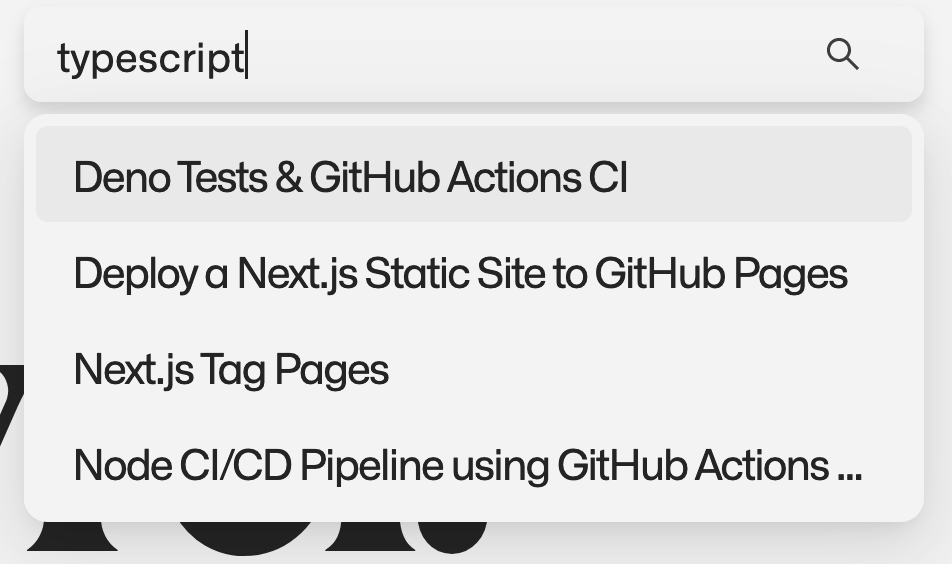 typescript
Deno Tests & GitHub Actions CI
Deploy a Next.js Static Site to GitHub Pages
Next.js Tag Pages
Node CI/CD Pipeline using GitHub Actions ...